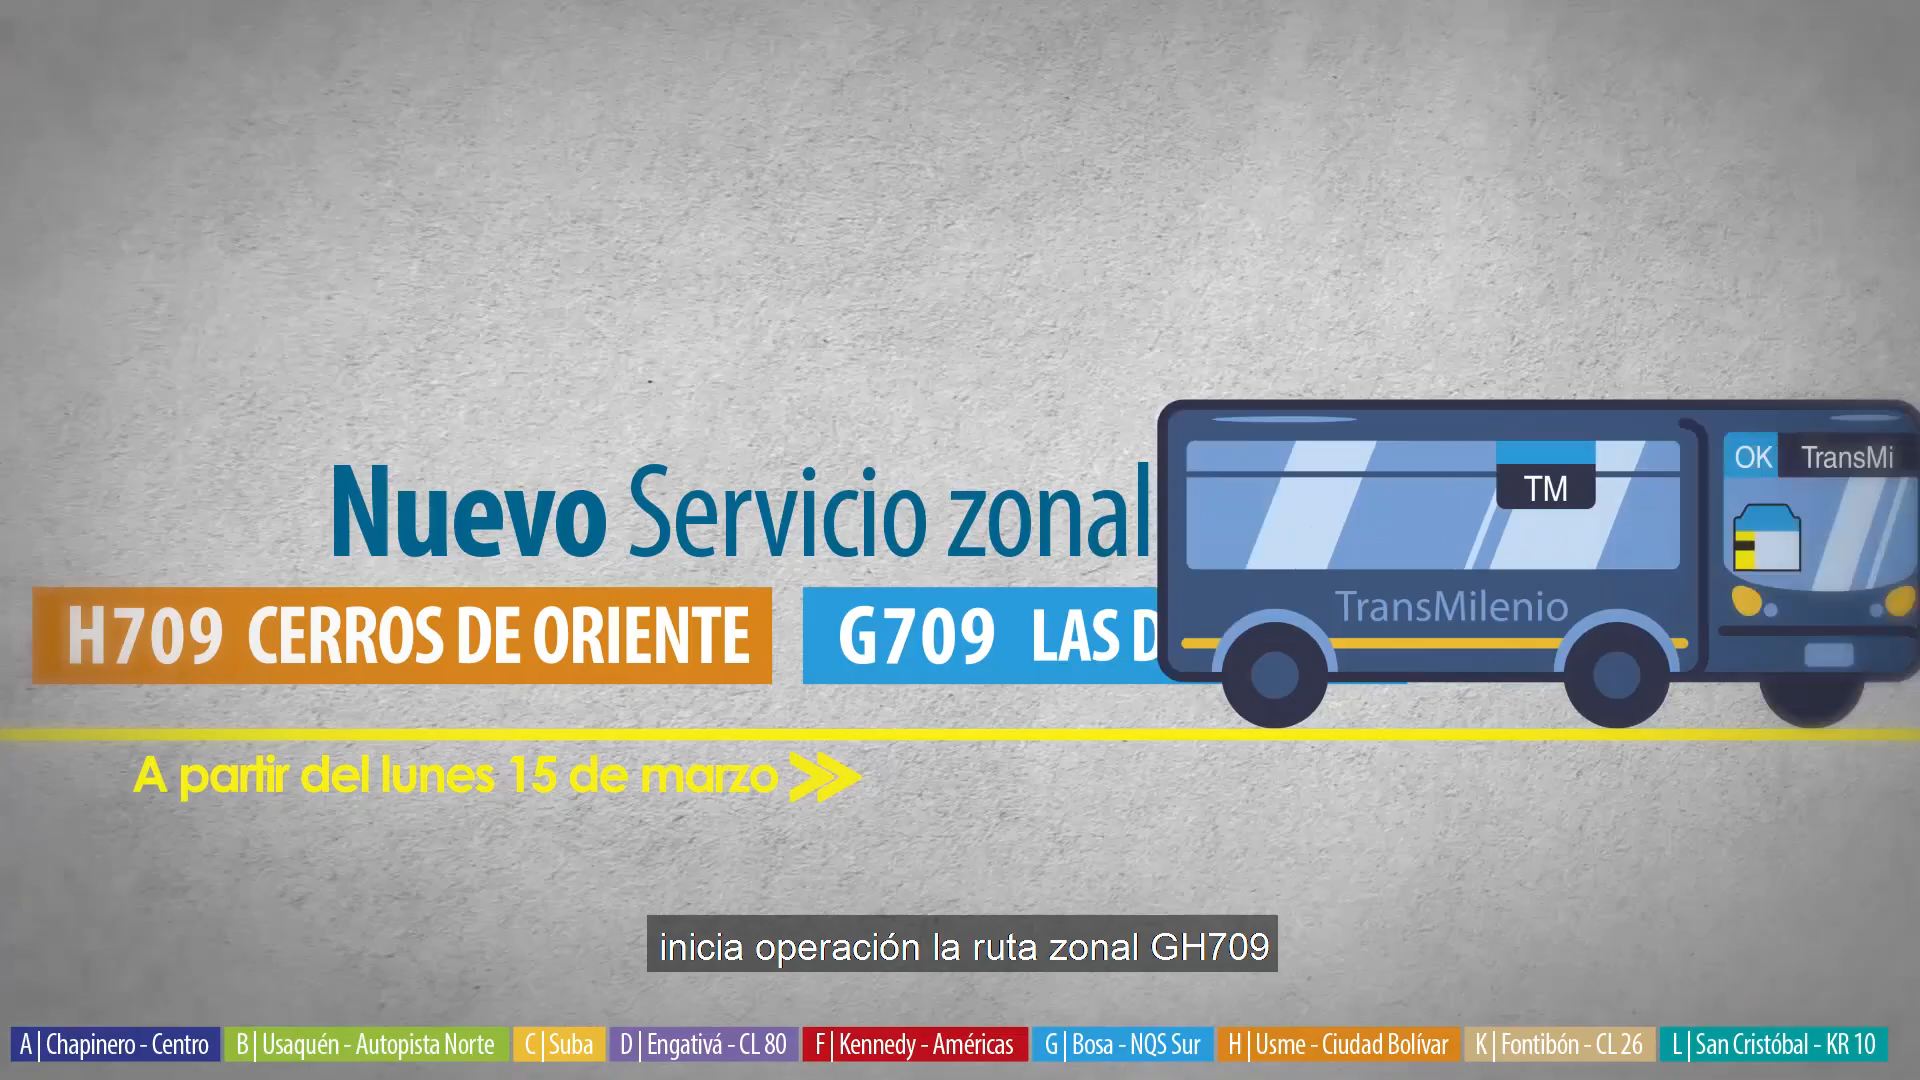 Nuevo Servicio zonal
H709 CERROS DE ORIENTE
G709 LAS
OK TransMi
TM
TransMilenio
A partir del lunes 15 de marzo
inicia operación la ruta zonal GH709
A | Chapinero - Centro
B | Usaquén - Autopista Norte
C | Suba
D | Engativá - CL 80
F | Kennedy - Américas
G | Bosa - NQS Sur
H | Usme - Ciudad Bolívar
K | Fontibón - CL 26
L | San Cristóbal - KR 10